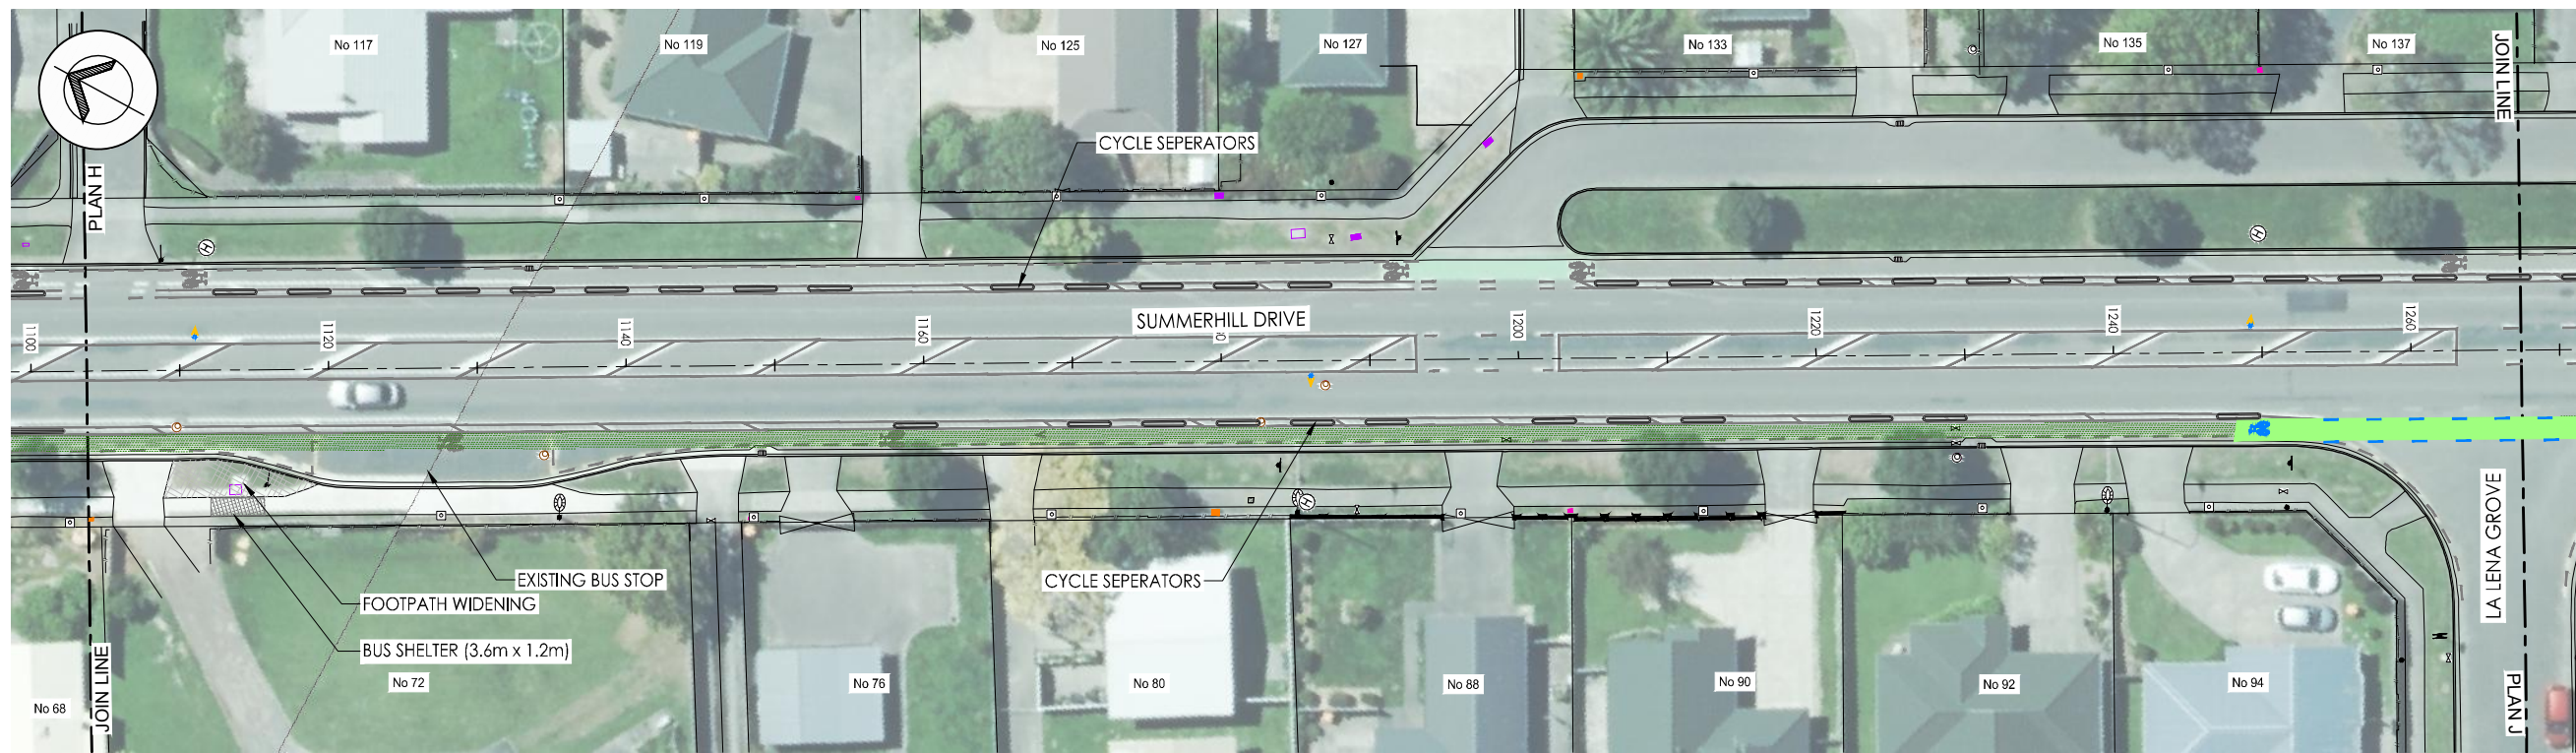 No 117
No 119
No 125
No 127
No 133
No 135
No 137
JOIN LINE
PLAN H
CYCLE SEPERATORS
H
H
SUMMERHILL DRIVE
1100
1120
1140
1160
1200
1220
1240
1260
H
EXISTING BUS STOP
FOOTPATH WIDENING
BUS SHELTER (3.6m x 1.2m)
CYCLE SEPERATORS
LA LENA GROVE
JOIN LINE
PLAN J
No 68
No 72
No 76
No 80
No 88
No 90
No 92
No 94